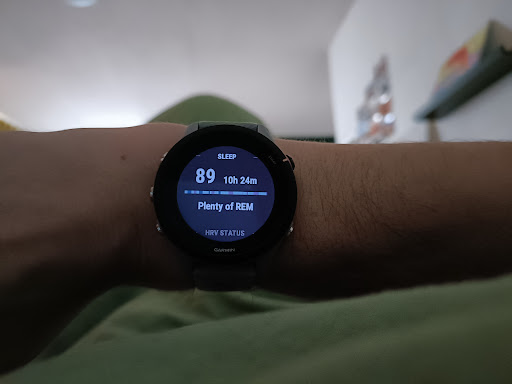 SLEEP
89 10h 24m
Plenty of REM
HRV STATUS
GARMIN